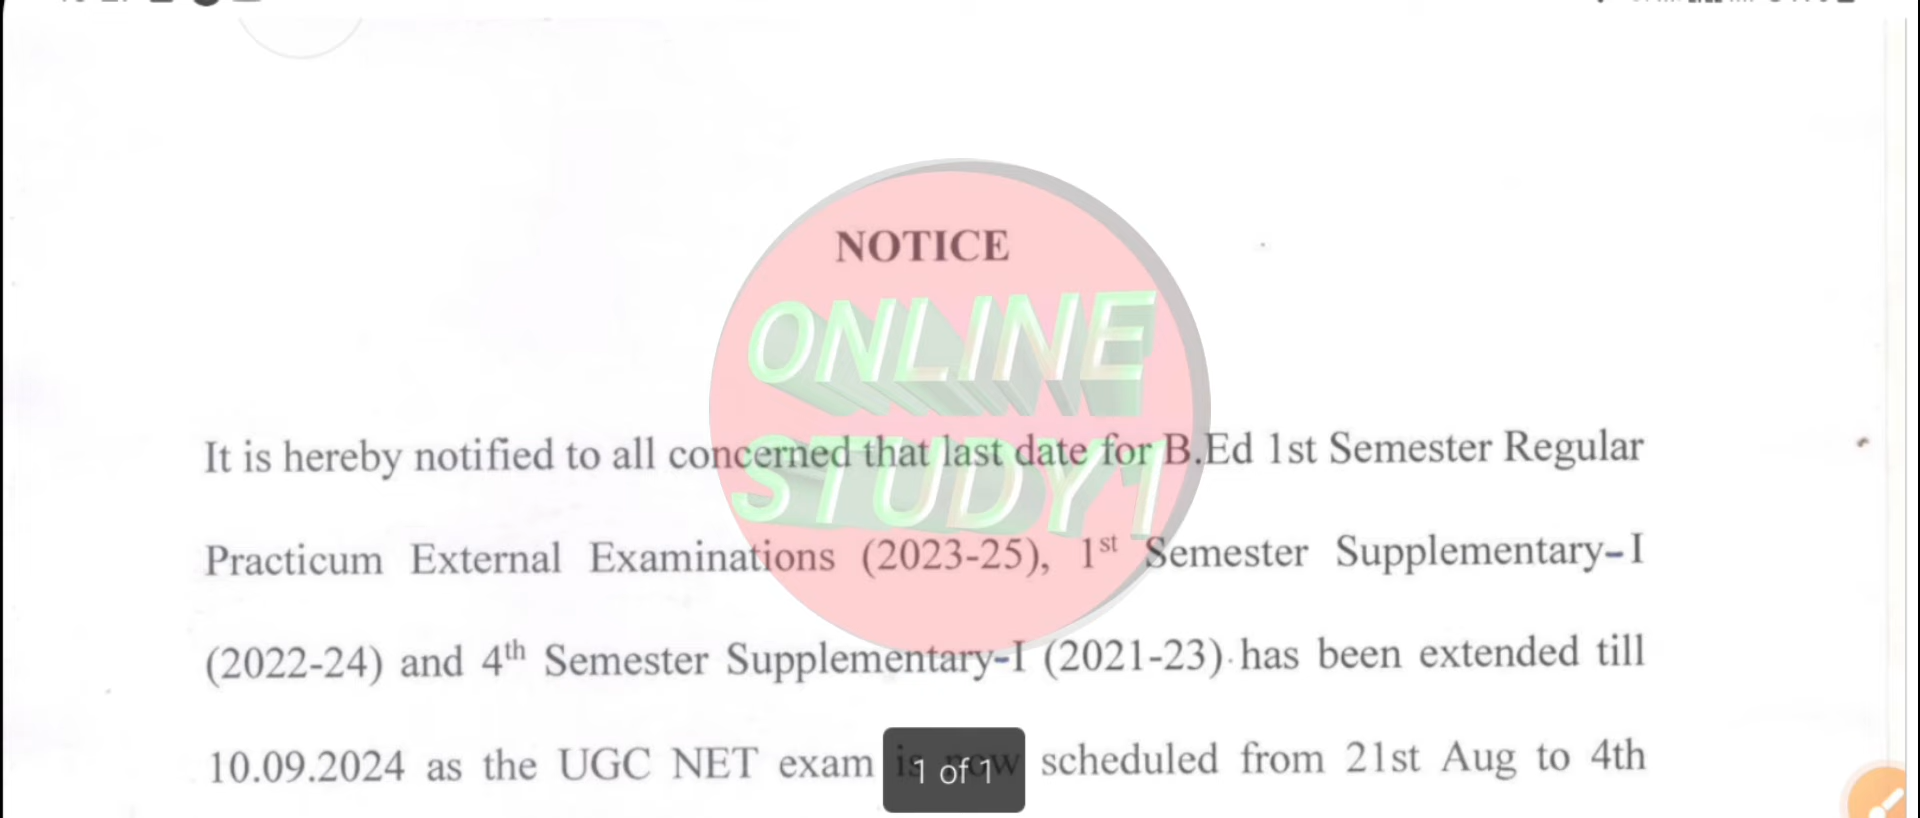 NOTICE
ONLINE
STUDY1
It is hereby notified to all concerned that last date for B.Ed 1st Semester Regular
Practicum External Examinations (2023-25), 1st Semester Supplementary-I
(2022-24) and 4th Semester Supplementary-I (2021-23) has been extended till
10.09.2024 as the UGC NET exam is now scheduled from 21st Aug to 4th
1 of 1